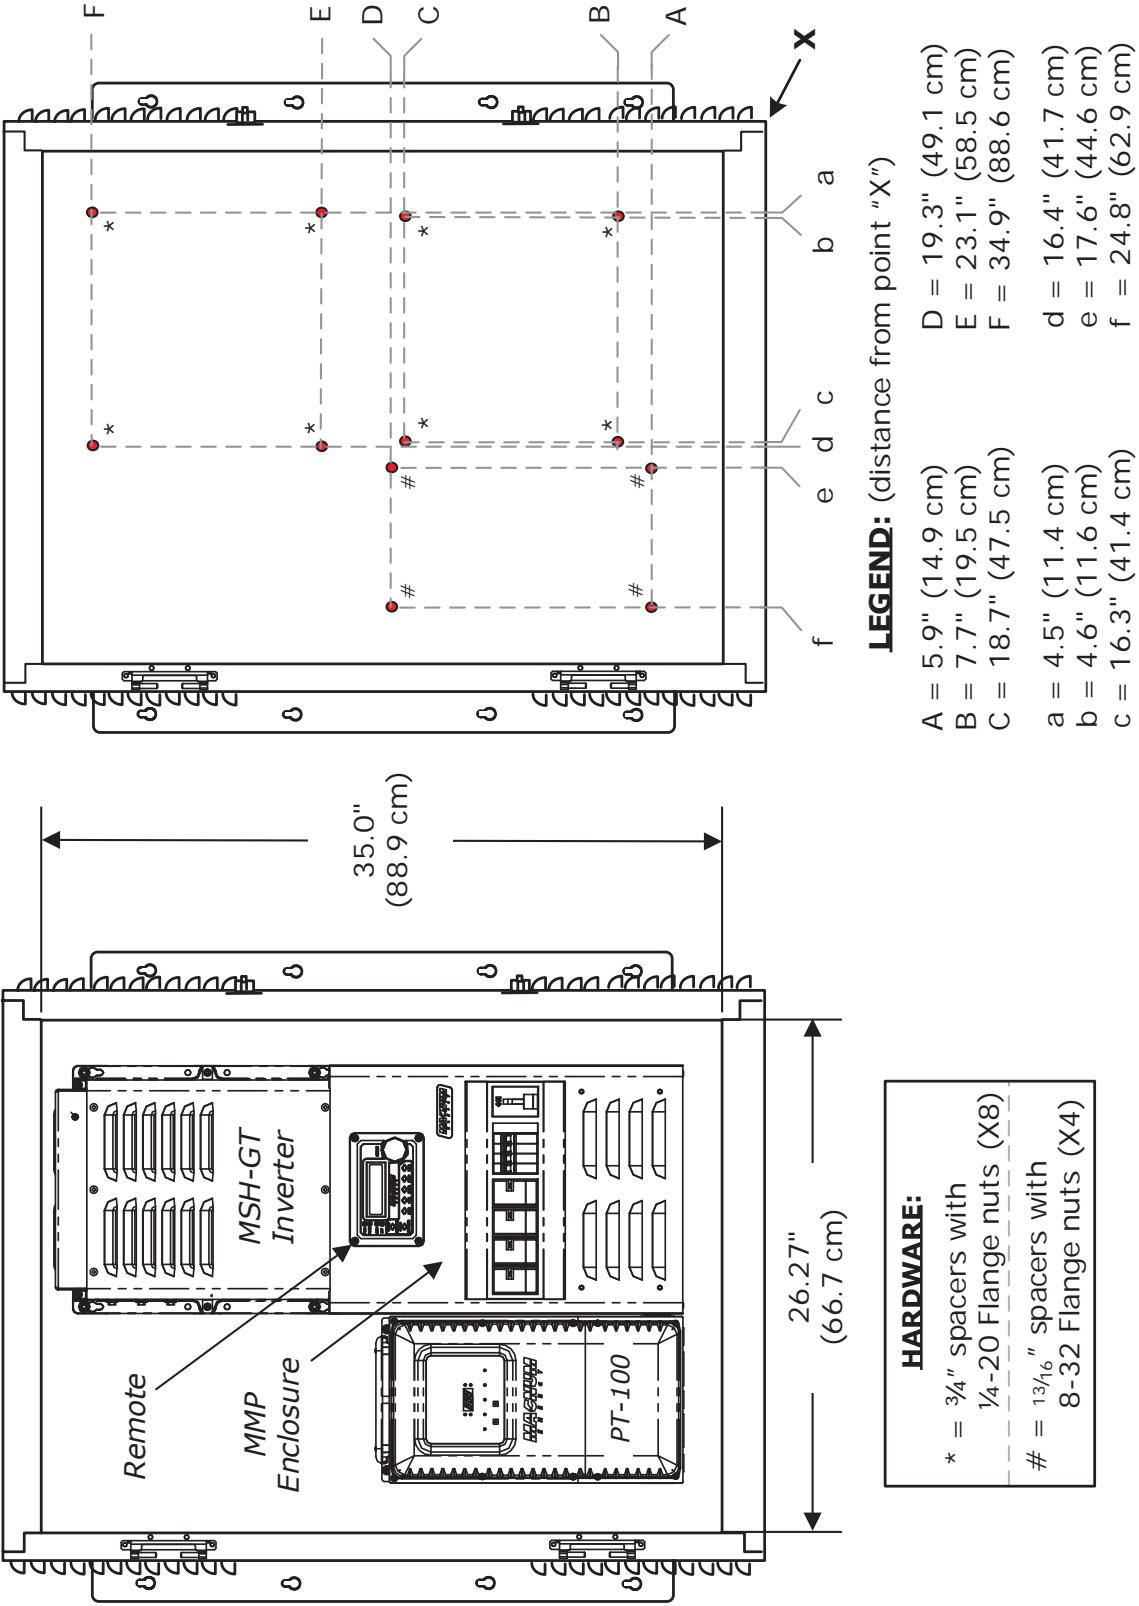 Remote
MMP
Enclosure
MSH-GT
Inverter
MAGNUM
ENERGY
PT-100
35.0"
(88.9 cm)
26.27"
(66.7 cm)
HARDWARE:
* = ¾" spacers with
¼-20 Flange nuts (X8)
# = 13/16" spacers with
8-32 Flange nuts (X4)
F
E
D
C
B
A
X
*
*
*
*
*
*
*
*
#
#
#
#
f
e
d
c
b
a
LEGEND: (distance from point "X")
A = 5.9" (14.9 cm)
B = 7.7" (19.5 cm)
C = 18.7" (47.5 cm)
D = 19.3" (49.1 cm)
E = 23.1" (58.5 cm)
F = 34.9" (88.6 cm)
a = 4.5" (11.4 cm)
b = 4.6" (11.6 cm)
c = 16.3" (41.4 cm)
d = 16.4" (41.7 cm)
e = 17.6" (44.6 cm)
f = 24.8" (62.9 cm)